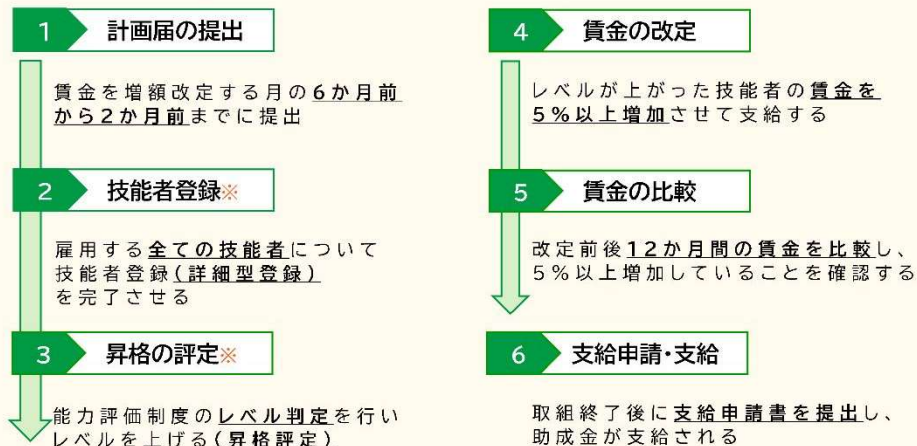 1 計画届の提出
賃金を増額改定する月の6か月前
から2か月前までに提出
2 技能者登録※
雇用する全ての技能者について
技能者登録(詳細型登録)
を完了させる
3 昇格の評定※
能力評価制度のレベル判定を行い
レベルを上げる(昇格評定)
4 賃金の改定
レベルが上がった技能者の賃金を
5%以上増加させて支給する
5 賃金の比較
改定前後12か月間の賃金を比較し、
5%以上増加していることを確認する
6 支給申請・支給
取組終了後に支給申請書を提出し、
助成金が支給される